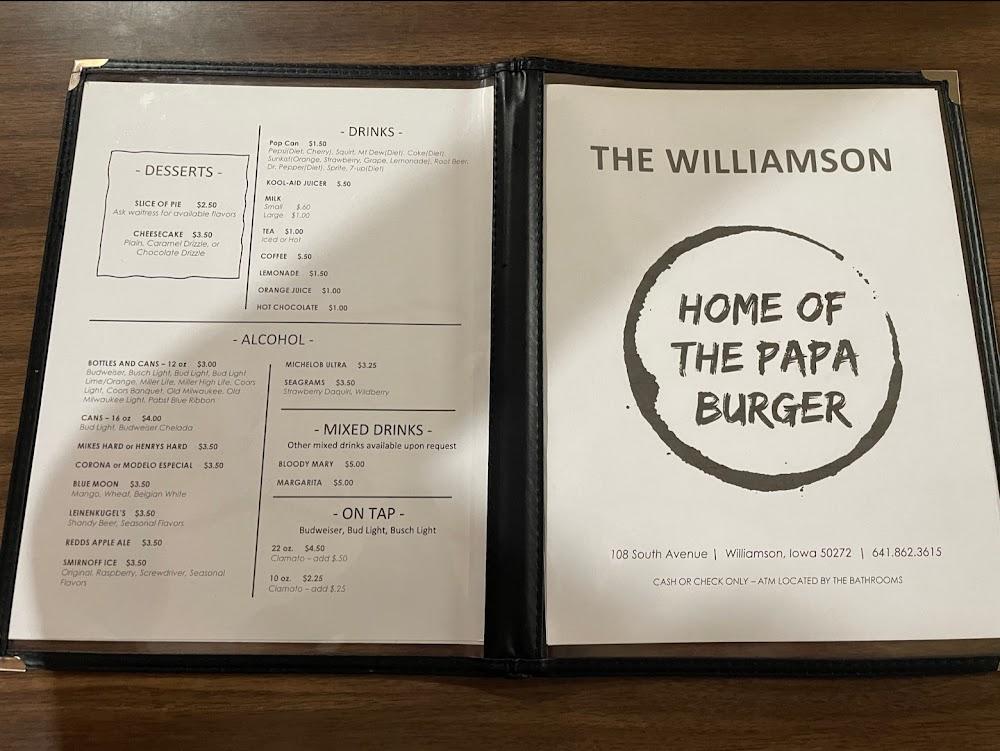 - DESSERTS -
SLICE OF PIE $2.50
Ask waitress for available flavors
CHEESECAKE $3.50
Plain, Caramel Drizzle, or
Chocolate Drizzle
- DRINKS -
Pop Can $1.50
Pepsi(Diet, Cherry), Squirt, Mt Dew(Diet), Coke(Diet),
Sunkist(Orange, Strawberry, Grape, Lemonade), Root Beer,
Dr. Pepper(Diet), Sprite, 7-up(Diet)
KOOL-AID JUICER $.50
MILK
Small $.60
Large $1.00
TEA $1.00
Iced or Hot
COFFEE $.50
LEMONADE $1.50
ORANGE JUICE $1.00
HOT CHOCOLATE $1.00
- ALCOHOL -
BOTTLES AND CANS – 12 oz $3.00
Budweiser, Busch Light, Bud Light, Bud Light
Lime/Orange, Miller Lite, Miller High Life, Coors
Light, Coors Banquet, Old Milwaukee, Old
Milwaukee Light, Pabst Blue Ribbon
CANS – 16 oz $4.00
Bud Light, Budweiser Chelada
MIKES HARD or HENRYS HARD $3.50
CORONA or MODELO ESPECIAL $3.50
BLUE MOON $3.50
Mango, Wheat, Belgian White
LEINENKUGEL'S $3.50
Shandy Beer, Seasonal Flavors
REDDS APPLE ALE $3.50
SMIRNOFF ICE $3.50
Original, Raspberry, Screwdriver, Seasonal
Flavors
MICHELOB ULTRA $3.25
SEAGRAMS $3.50
Strawberry Daquiri, Wildberry
- MIXED DRINKS -
Other mixed drinks available upon request
BLOODY MARY $5.00
MARGARITA $5.00
- ON TAP -
Budweiser, Bud Light, Busch Light
22 oz. $4.50
Clamato – add $.50
10 oz. $2.25
Clamato – add $.25
THE WILLIAMSON
HOME OF
THE PAPA
BURGER
108 South Avenue | Williamson, Iowa 50272 | 641.862.3615
CASH OR CHECK ONLY – ATM LOCATED BY THE BATHROOMS